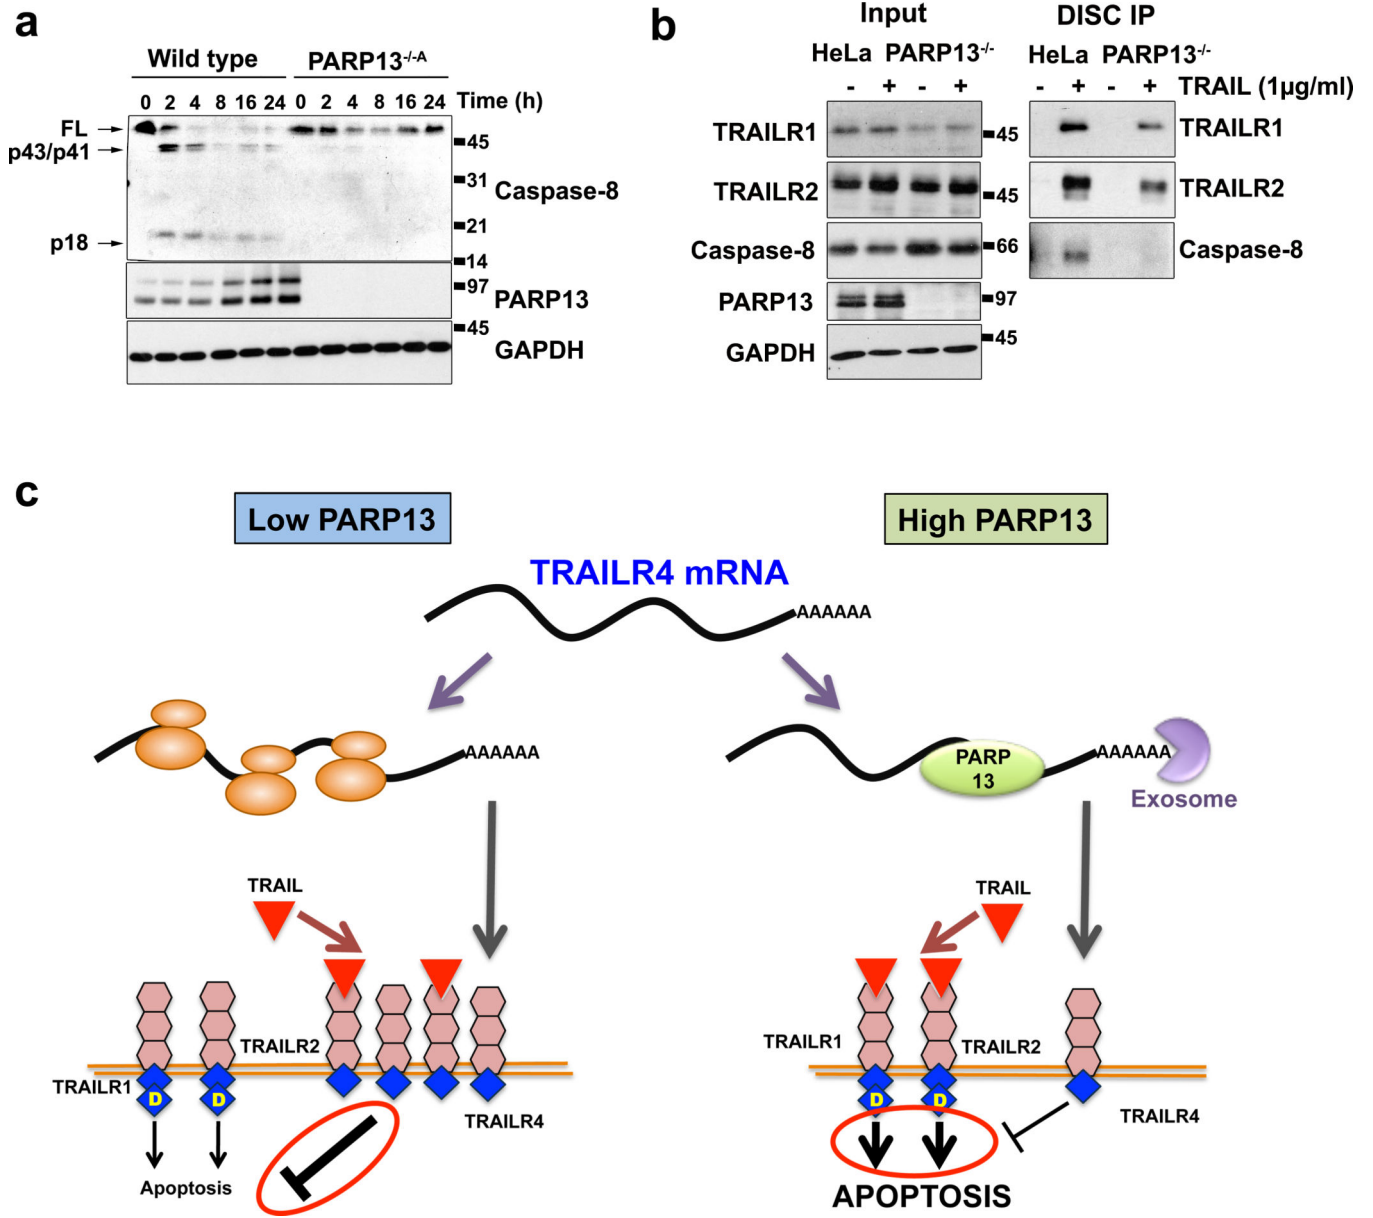 a
Wild type PARP13-/-A
0 2 4 8 16 24 0 2 4 8 16 24 Time (h)
FL
p43/p41
p18
45
31
21
14
Caspase-8
97
PARP13
45
GAPDH
b
Input DISC IP
HeLa PARP13-/- HeLa PARP13-/-
- + - + - + - + TRAIL (1µg/ml)
TRAILR1 45 TRAILR1
TRAILR2 45 TRAILR2
Caspase-8 66 Caspase-8
PARP13 97
GAPDH 45
c
Low PARP13 High PARP13
TRAILR4 mRNA
AAAAAA
AAAAAA
PARP
13
AAAAAA
Exosome
TRAIL
TRAILR2
TRAILR1
D D
TRAILR4
Apoptosis
TRAIL
TRAILR1
TRAILR2
D D
TRAILR4
APOPTOSIS